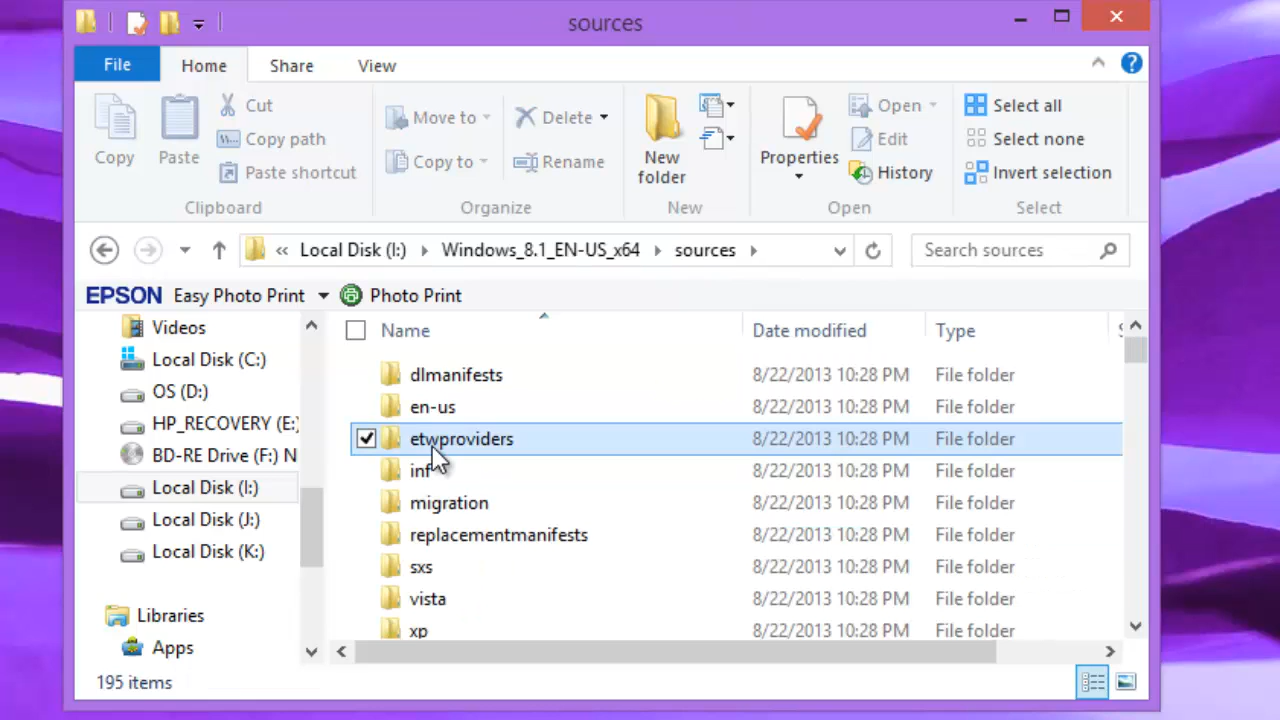 sources
File Home Share View
Copy Paste Cut Copy path Paste shortcut Clipboard
Move to Copy to Delete Rename Organize
New folder New
Properties Open Edit History Open
Select all Select none Invert selection Select
« Local Disk (I:) Windows_8.1_EN-US_x64 sources Search sources
EPSON Easy Photo Print Photo Print
Videos
Local Disk (C:)
OS (D:)
HP_RECOVERY (E:)
BD-RE Drive (F:) N
Local Disk (I:)
Local Disk (J:)
Local Disk (K:)
Libraries
Apps
Name Date modified Type
dlmanifests 8/22/2013 10:28 PM File folder
en-us 8/22/2013 10:28 PM File folder
etwproviders 8/22/2013 10:28 PM File folder
inf 8/22/2013 10:28 PM File folder
migration 8/22/2013 10:28 PM File folder
replacementmanifests 8/22/2013 10:28 PM File folder
sxs 8/22/2013 10:28 PM File folder
vista 8/22/2013 10:28 PM File folder
xp 8/22/2013 10:28 PM File folder
195 items